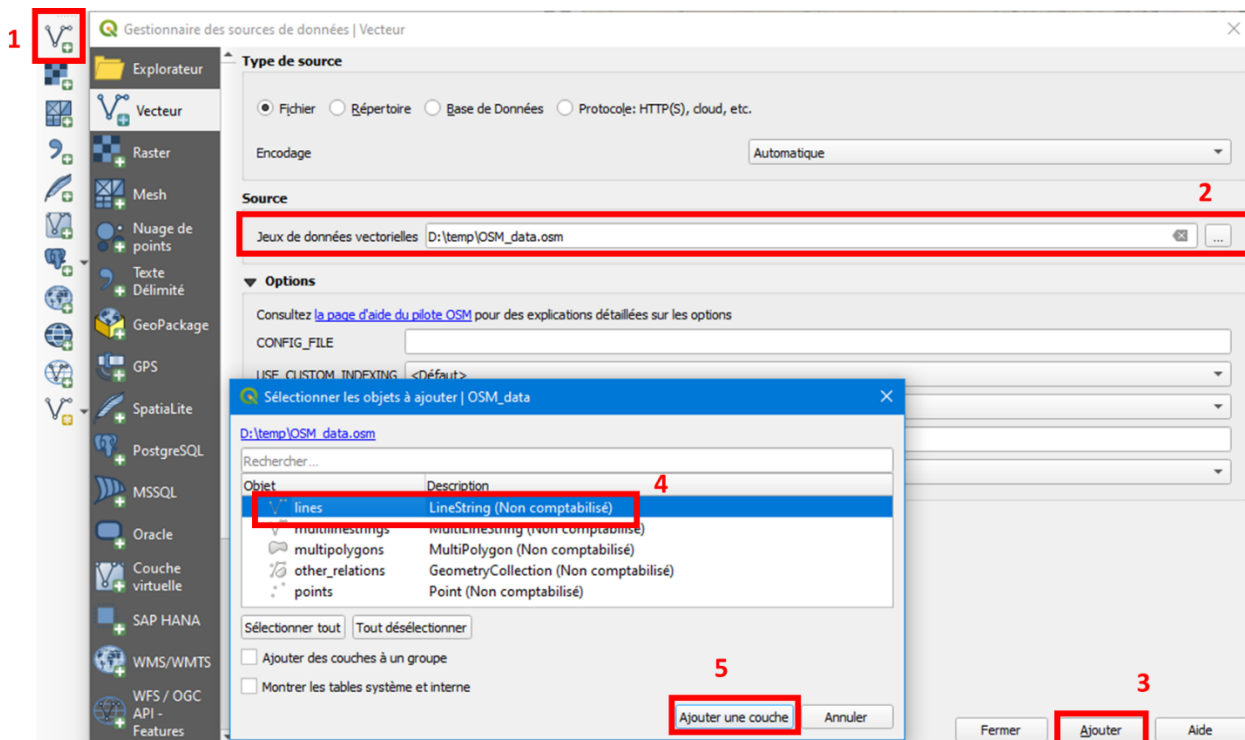 1
Gestionnaire des sources de données | Vecteur
Explorateur
Vecteur
Raster
Mesh
Nuage de
points
Texte
Délimité
GeoPackage
GPS
SpatiaLite
PostgreSQL
MSSQL
Oracle
Couche
virtuelle
SAP HANA
WMS/WMTS
WFS / OGC
API -
Features
Type de source
Fichier Répertoire Base de Données Protocole: HTTP(S), cloud, etc.
Encodage Automatique
Source
2
Jeux de données vectorielles D:\temp\OSM_data.osm ...
Options
Consultez la page d'aide du pilote OSM pour des explications détaillées sur les options
CONFIG_FILE
USE_CUSTOM_INDEXING <Défaut>
Sélectionner les objets à ajouter | OSM_data
D:\temp\OSM_data.osm
Rechercher...
Objet Description
4
lines LineString (Non comptabilisé)
multilinestrings MultiLineString (Non comptabilisé)
multipolygons MultiPolygon (Non comptabilisé)
other_relations GeometryCollection (Non comptabilisé)
points Point (Non comptabilisé)
Sélectionner tout Tout désélectionner
Ajouter des couches à un groupe
Montrer les tables système et interne
5
Ajouter une couche Annuler
3
Fermer Ajouter Aide